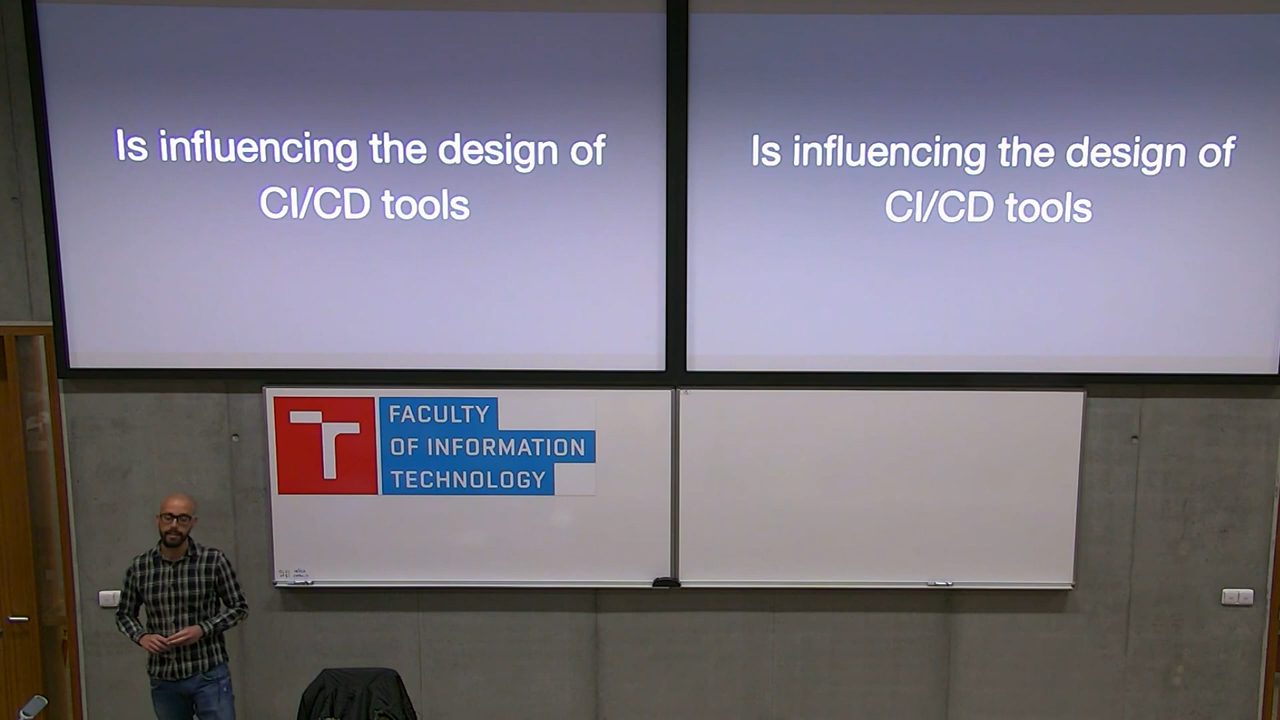 Is influencing the design of
CI/CD tools
Is influencing the design of
CI/CD tools
FACULTY
OF INFORMATION
TECHNOLOGY